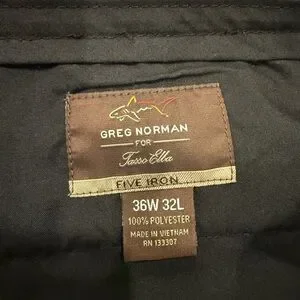 GREG NORMAN
FOR
Tasso Elba
FIVE IRON
36W 32L
100% POLYESTER
MADE IN VIETNAM
RN 133307